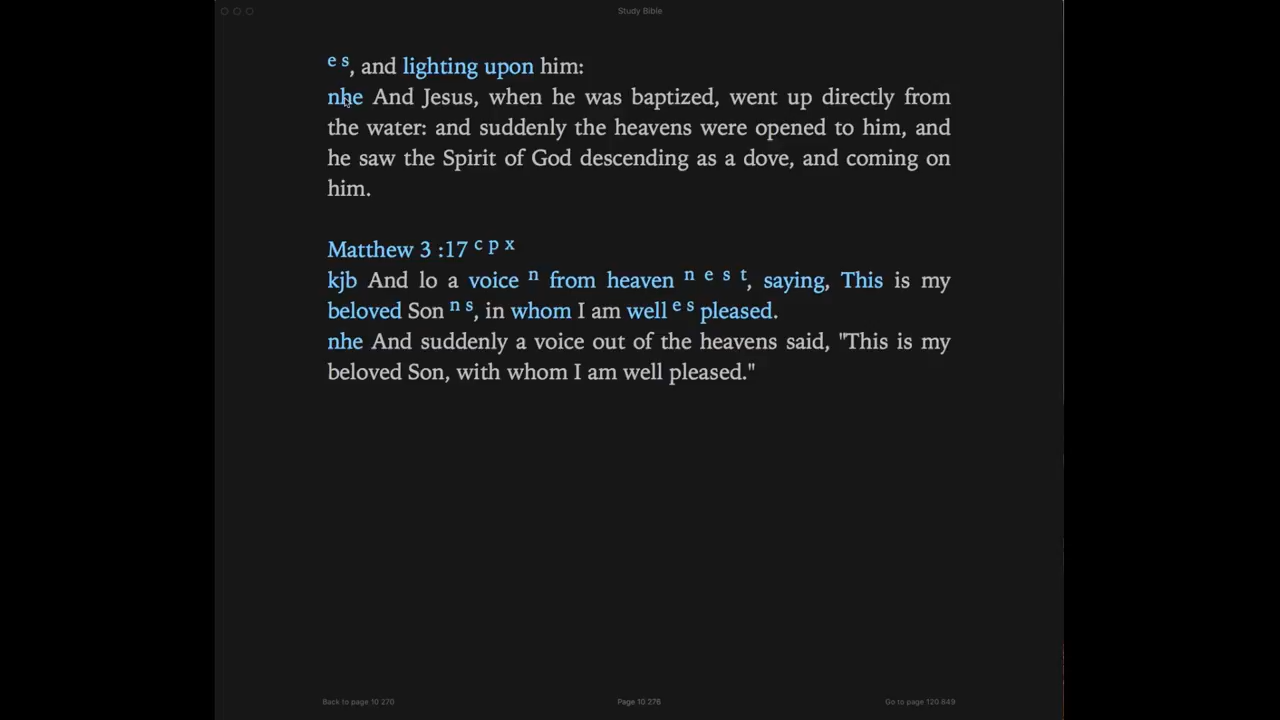 Study Bible
e s, and lighting upon him:
nhe And Jesus, when he was baptized, went up directly from
the water: and suddenly the heavens were opened to him, and
he saw the Spirit of God descending as a dove, and coming on
him.
Matthew 3 :17 c p x
kjb And lo a voice n from heaven n e s t, saying, This is my
beloved Son n s, in whom I am well e s pleased.
nhe And suddenly a voice out of the heavens said, "This is my
beloved Son, with whom I am well pleased."
Back to page 10 270 Page 10 276 Go to page 120 649